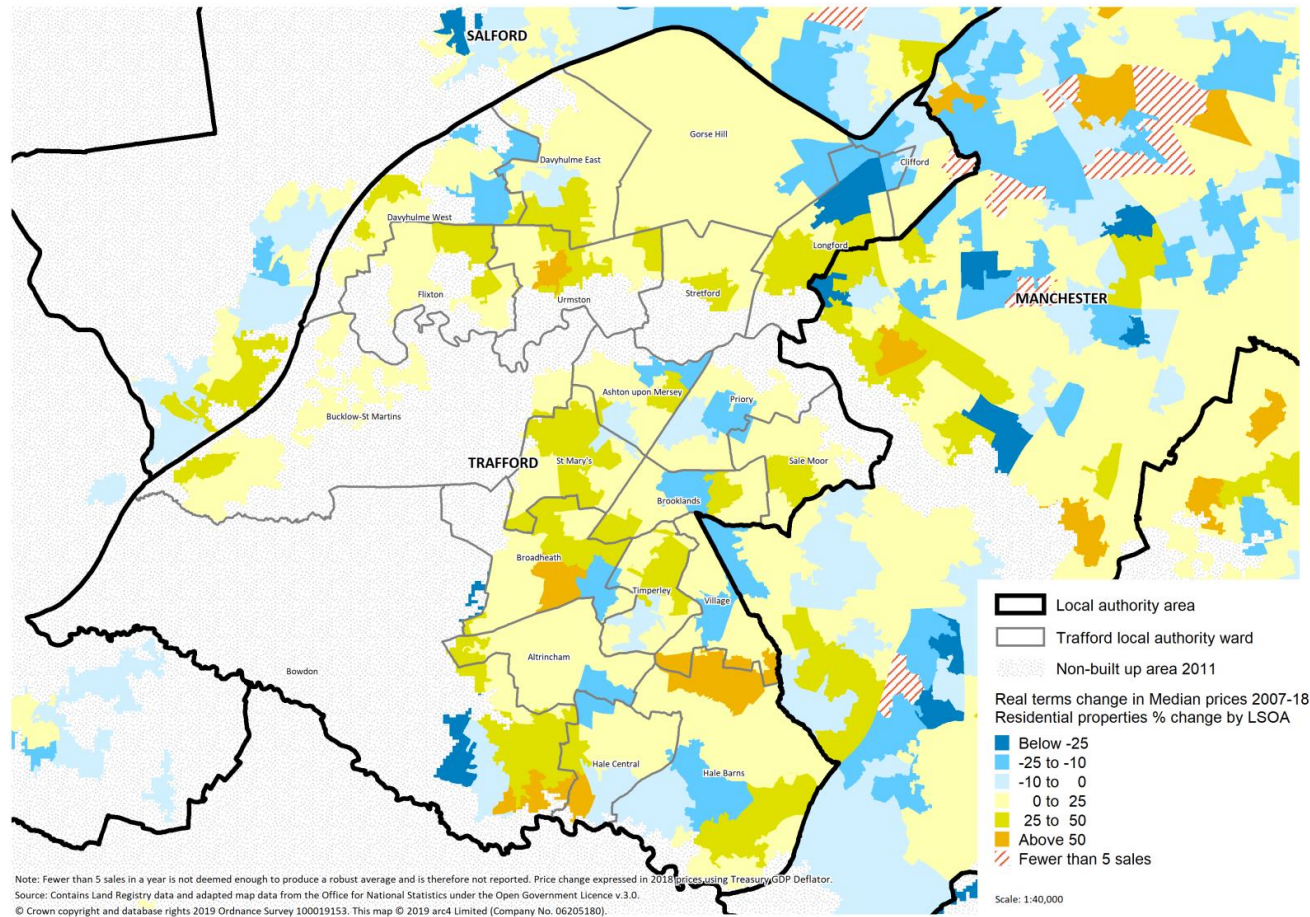 SALFORD
Gorse Hill
Davyhulme East
Clifford
Davyhulme West
Longford
Flixton
Urmston
Stretford
MANCHESTER
Ashton upon Mersey
Priory
Bucklow-St Martins
TRAFFORD
St Mary's
Sale Moor
Brooklands
Broadheath
Timperley
Village
Altrincham
Bowdon
Hale Central
Hale Barns
Local authority area
Trafford local authority ward
Non-built up area 2011
Real terms change in Median prices 2007-18
Residential properties % change by LSOA
Below -25
-25 to -10
-10 to 0
0 to 25
25 to 50
Above 50
Fewer than 5 sales
Scale: 1:40,000
Note: Fewer than 5 sales in a year is not deemed enough to produce a robust average and is therefore not reported. Price change expressed in 2018 prices using Treasury GDP Deflator.
Source: Contains Land Registry data and adapted map data from the Office for National Statistics under the Open Government Licence v.3.0.
© Crown copyright and database rights 2019 Ordnance Survey 100019153. This map © 2019 arc4 Limited (Company No. 06205180).